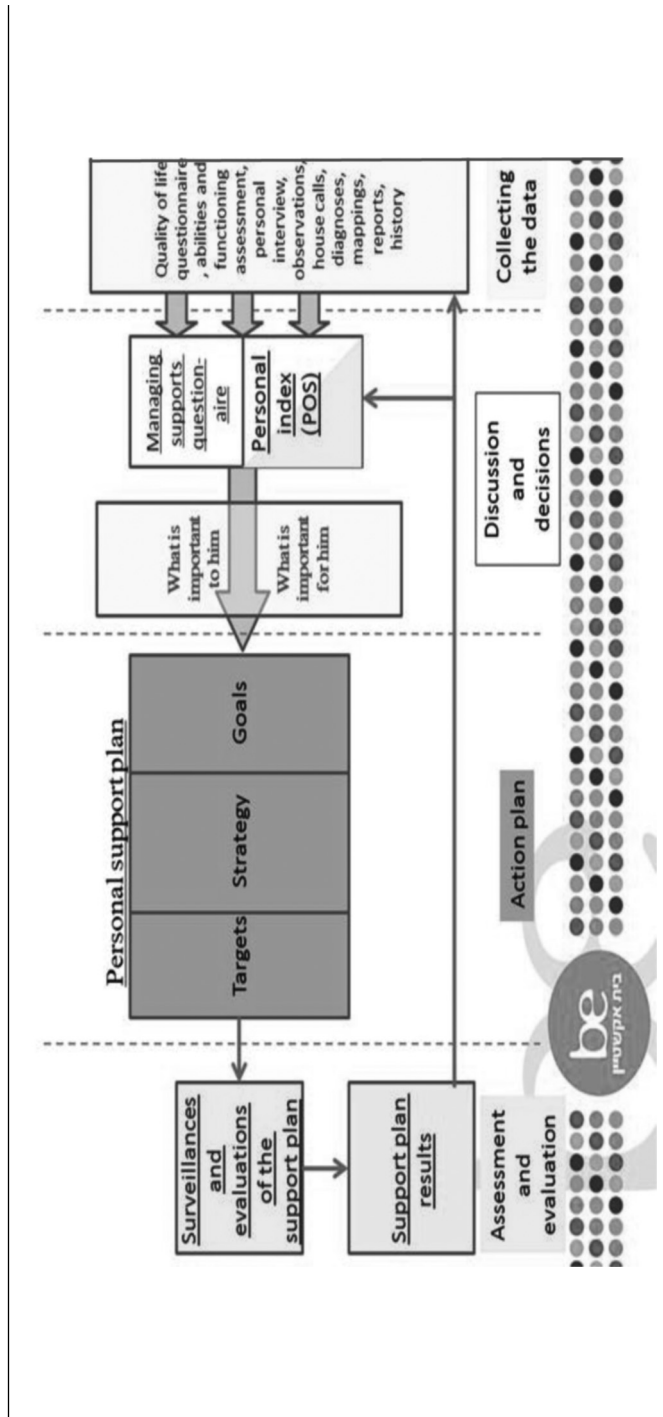 Personal support plan
Surveillances
and
evaluations
of the
support plan
Support plan
results
Targets
Strategy
Goals
What is
important
to him
What is
important
for him
Managing
supports
question-
aire
Personal
index
(POS)
Quality of life
questionnaire
, abilities and
functioning
assessment,
personal
interview,
observations,
house calls,
diagnoses,
mappings,
reports,
history
Assessment
and
evaluation
Action plan
Discussion
and
decisions
Collecting
the data
be
בית אקשטיין